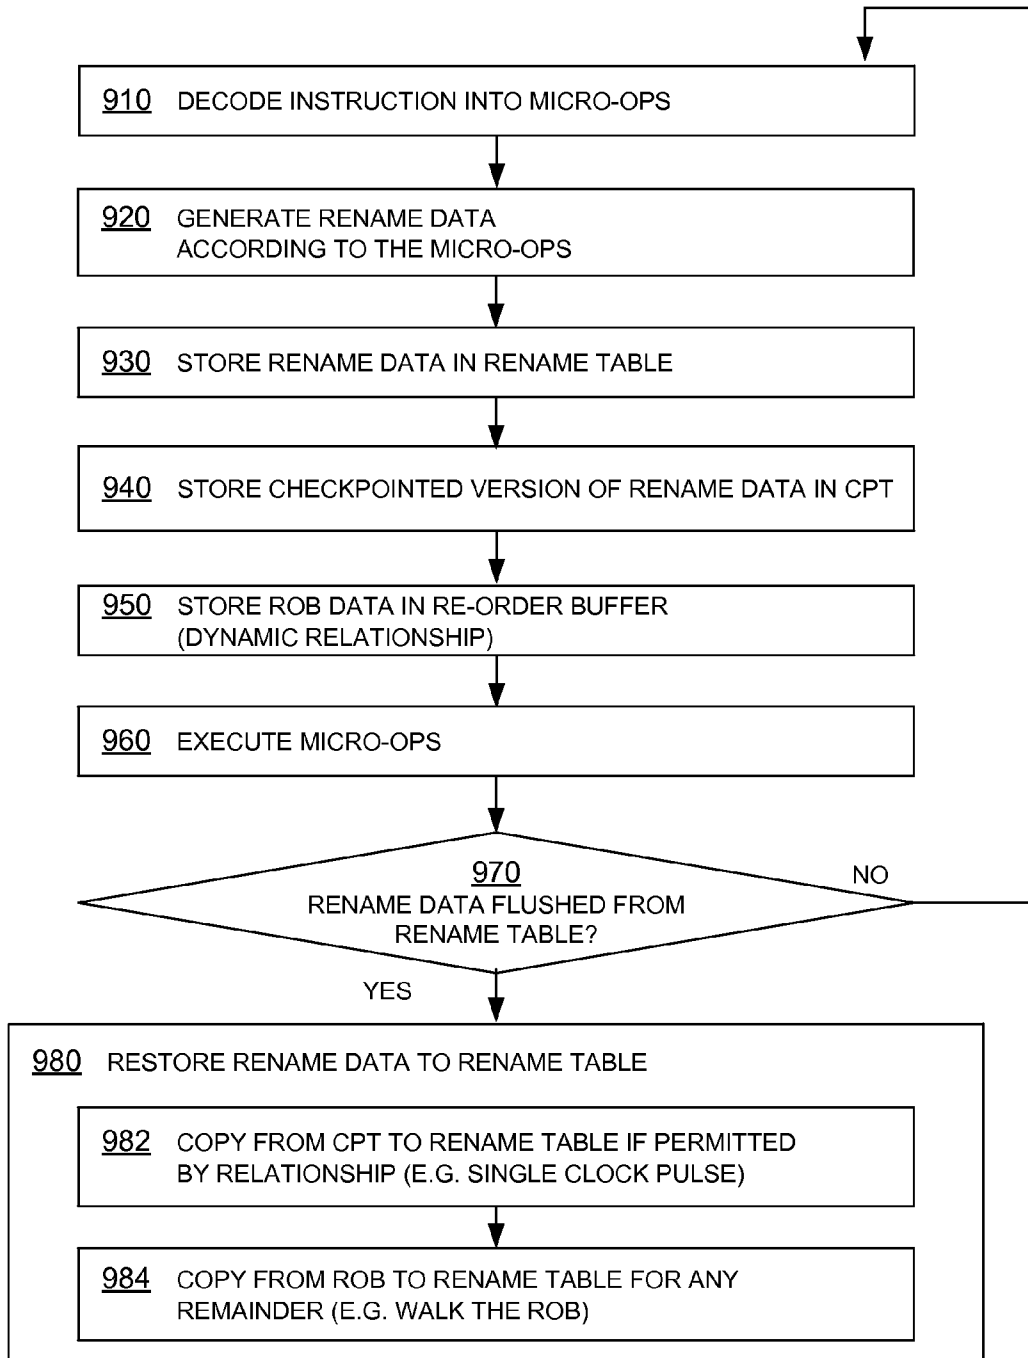 910 DECODE INSTRUCTION INTO MICRO-OPS
920 GENERATE RENAME DATA
ACCORDING TO THE MICRO-OPS
930 STORE RENAME DATA IN RENAME TABLE
940 STORE CHECKPOINTED VERSION OF RENAME DATA IN CPT
950 STORE ROB DATA IN RE-ORDER BUFFER
(DYNAMIC RELATIONSHIP)
960 EXECUTE MICRO-OPS
970
NO
RENAME DATA FLUSHED FROM
RENAME TABLE?
YES
980 RESTORE RENAME DATA TO RENAME TABLE
982 COPY FROM CPT TO RENAME TABLE IF PERMITTED
BY RELATIONSHIP (E.G. SINGLE CLOCK PULSE)
984 COPY FROM ROB TO RENAME TABLE FOR ANY
REMAINDER (E.G. WALK THE ROB)